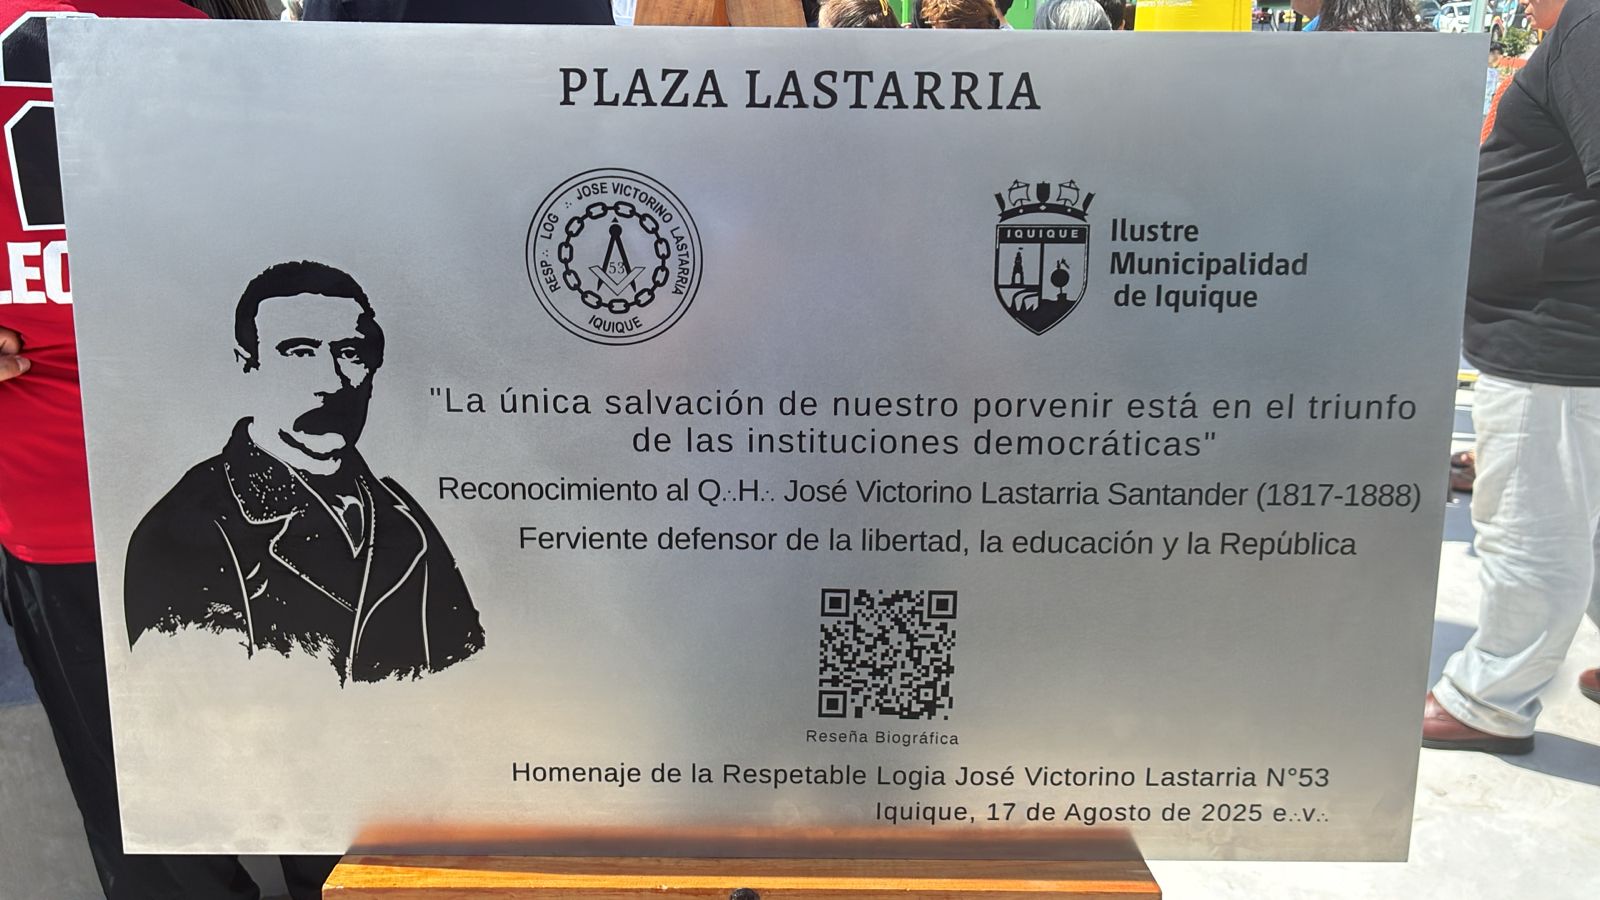 PLAZA LASTARRIA
RESP∴ LOG∴ JOSE VICTORINO LASTARRIA
53
IQUIQUE
IQUIQUE
Ilustre
Municipalidad
de Iquique
"La única salvación de nuestro porvenir está en el triunfo
de las instituciones democráticas"
Reconocimiento al Q∴H∴ José Victorino Lastarria Santander (1817-1888)
Ferviente defensor de la libertad, la educación y la República
Reseña Biográfica
Homenaje de la Respetable Logia José Victorino Lastarria N°53
Iquique, 17 de Agosto de 2025 e∴v∴